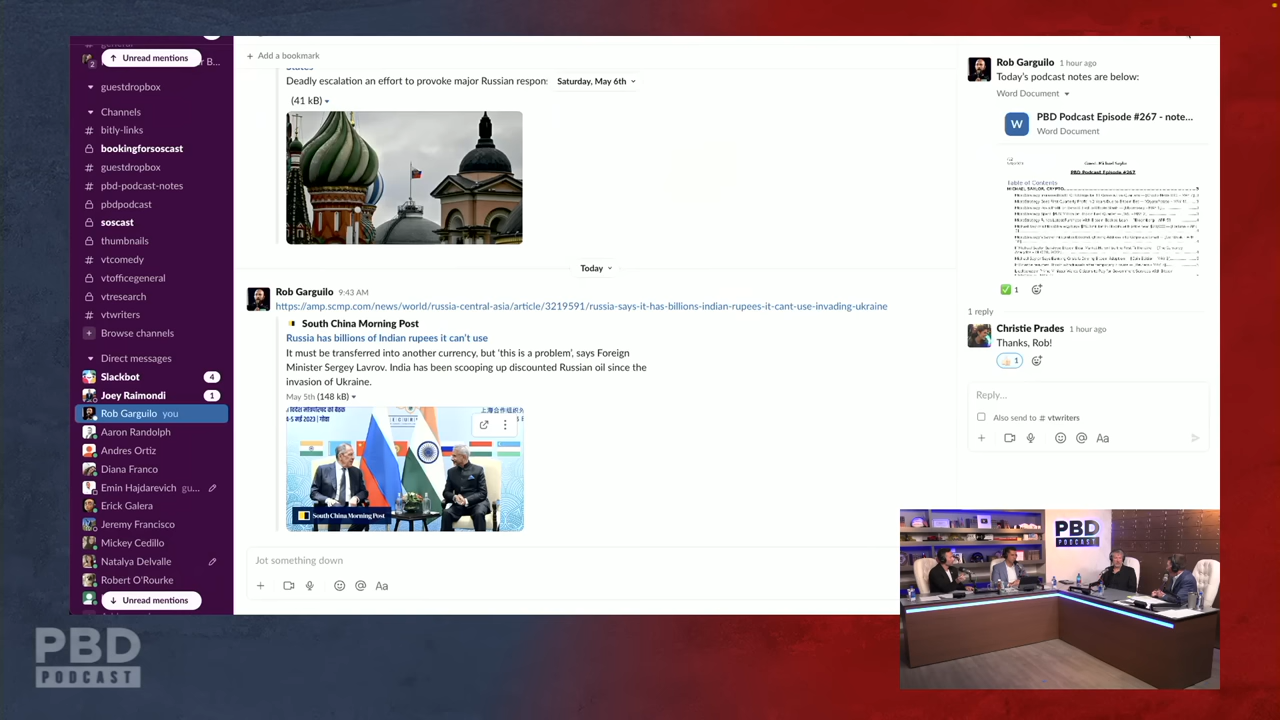 general
Unread mentions
B...
2
guestdropbox
Channels
# bitly-links
bookingforsoscast
# guestdropbox
# pbd-podcast-notes
pbdpodcast
soscast
# thumbnails
vtcomedy
vtofficegeneral
vtresearch
# vtwriters
+ Browse channels
Direct messages
Slackbot 4
Joey Raimondi 1
Rob Garguilo you
Aaron Randolph
Andres Ortiz
Diana Franco
Emin Hajdarevich gu...
Erick Galera
Jeremy Francisco
Mickey Cedillo
Natalya Delvalle
Robert O'Rourke
Unread mentions
+ Add a bookmark
States
Deadly escalation an effort to provoke major Russian respon:
Saturday, May 6th
(41 kB)
Today
Rob Garguilo 9:43 AM
https://amp.scmp.com/news/world/russia-central-asia/article/3219591/russia-says-it-has-billions-indian-rupees-it-cant-use-invading-ukraine
South China Morning Post
Russia has billions of Indian rupees it can't use
It must be transferred into another currency, but 'this is a problem', says Foreign
Minister Sergey Lavrov. India has been scooping up discounted Russian oil since the
invasion of Ukraine.
May 5th (148 kB)
South China Morning Post
Jot something down
Aa
Rob Garguilo 1 hour ago
Today's podcast notes are below:
Word Document
W
PBD Podcast Episode #267 - note...
Word Document
PBD Podcast Episode #267
Table of Contents
1
1 reply
Christie Prades 1 hour ago
Thanks, Rob!
1
Reply...
Also send to # vtwriters
Aa
PBD
PODCAST
PBD
PODCAST